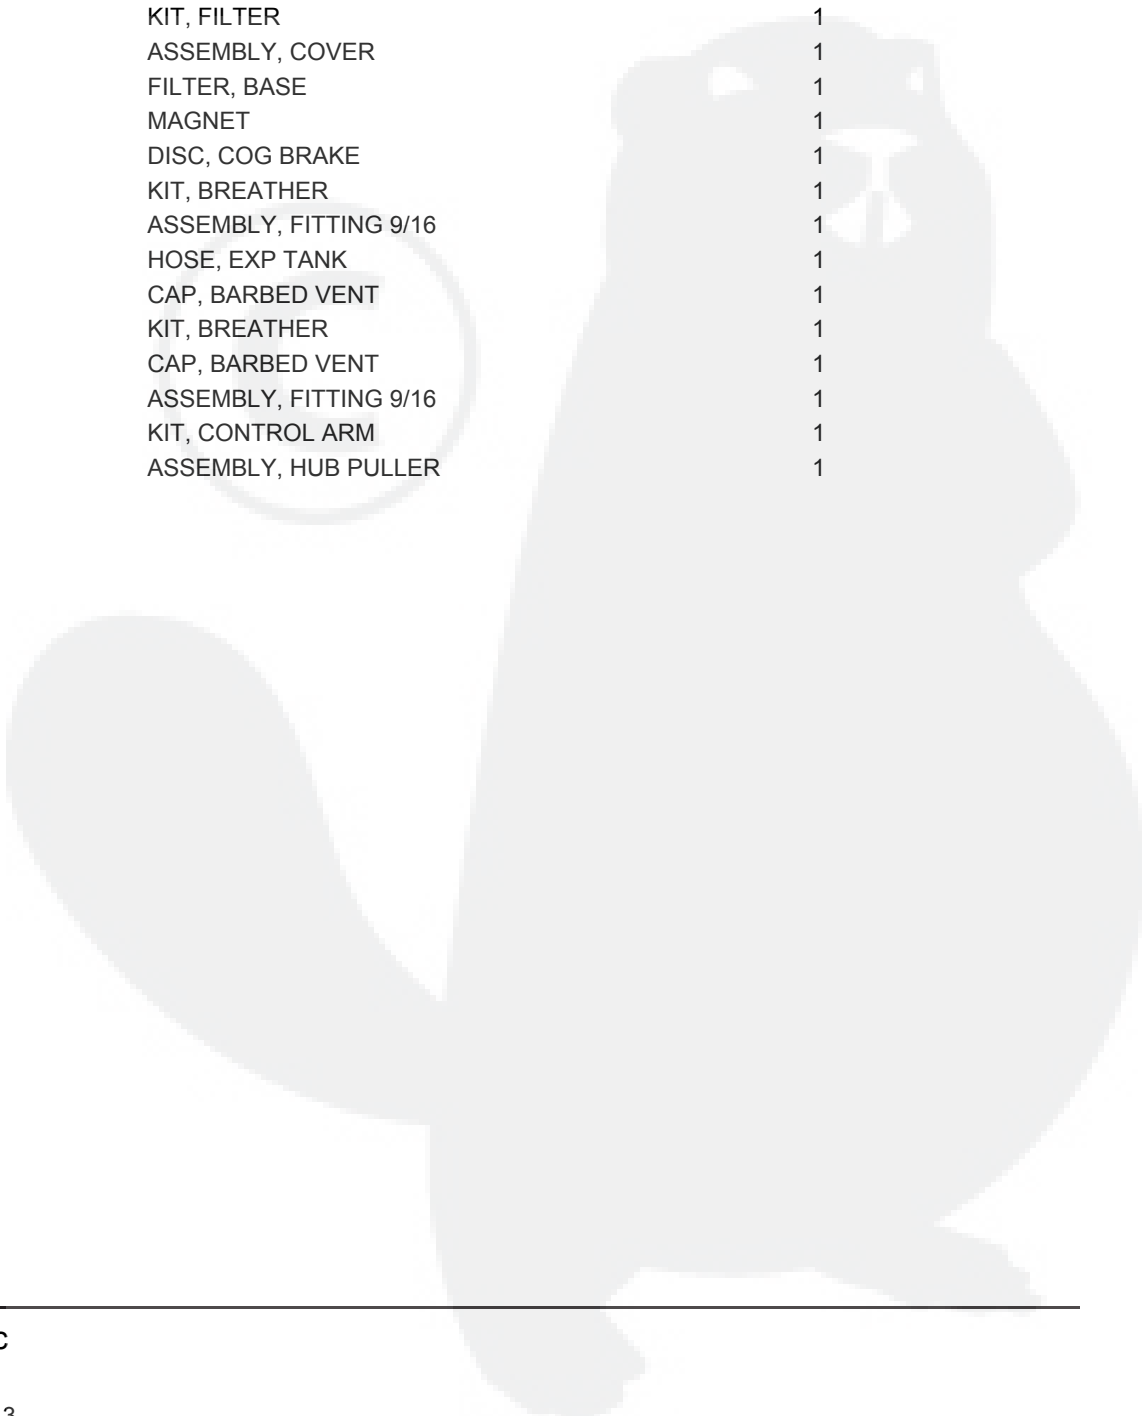 KIT, FILTER 1
ASSEMBLY, COVER 1
FILTER, BASE 1
MAGNET 1
DISC, COG BRAKE 1
KIT, BREATHER 1
ASSEMBLY, FITTING 9/16 1
HOSE, EXP TANK 1
CAP, BARBED VENT 1
KIT, BREATHER 1
CAP, BARBED VENT 1
ASSEMBLY, FITTING 9/16 1
KIT, CONTROL ARM 1
ASSEMBLY, HUB PULLER 1
©
C
3